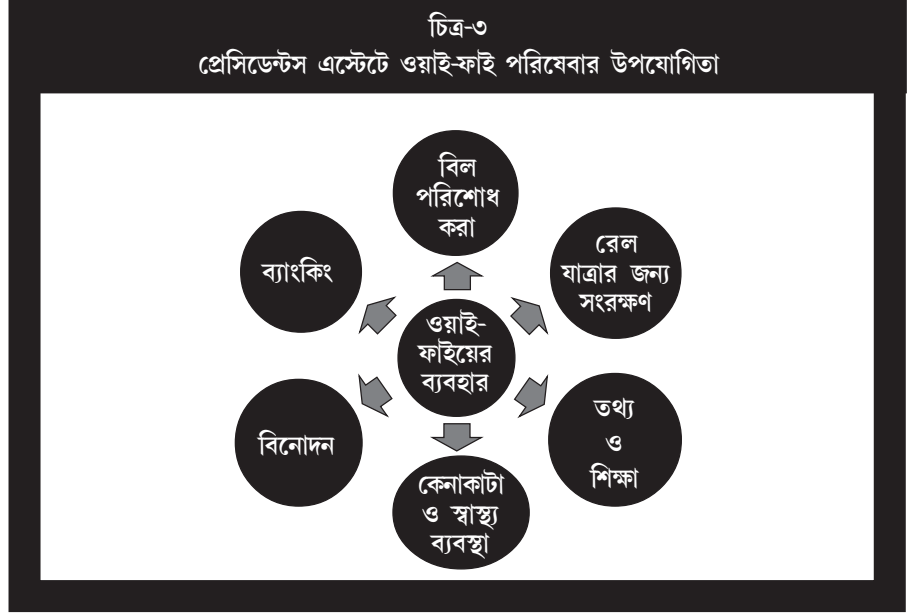 চিত্র-৩
প্রেসিডেন্টস এস্টেটে ওয়াই-ফাই পরিষেবার উপযোগিতা
বিল
পরিশোধ
করা
রেল
যাত্রার জন্য
সংরক্ষণ
ব্যাংকিং
ওয়াই-
ফাইয়ের
ব্যবহার
তথ্য
ও
শিক্ষা
বিনোদন
কেনাকাটা
ও স্বাস্থ্য
ব্যবস্থা